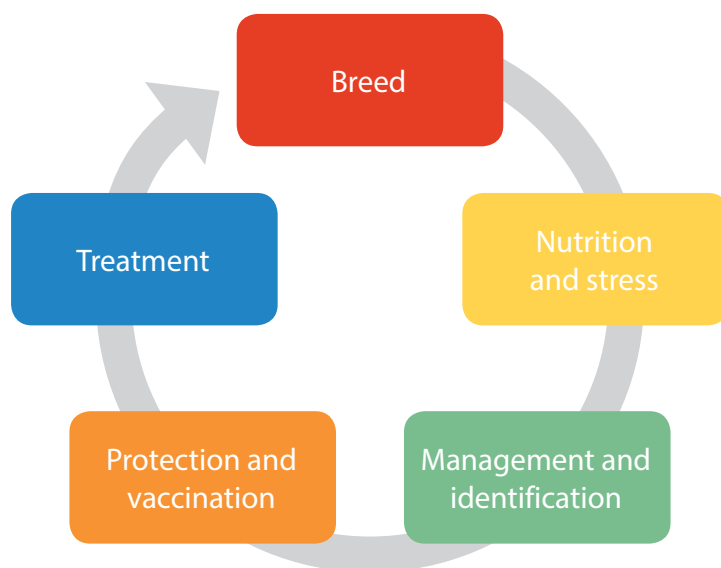 Breed
Nutrition
and stress
Management and
identification
Protection and
vaccination
Treatment